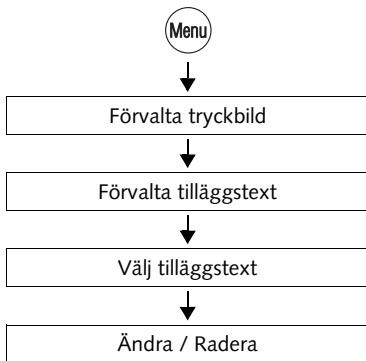 Menu
Förvalta tryckbild
Förvalta tilläggstext
Välj tilläggstext
Ändra / Radera